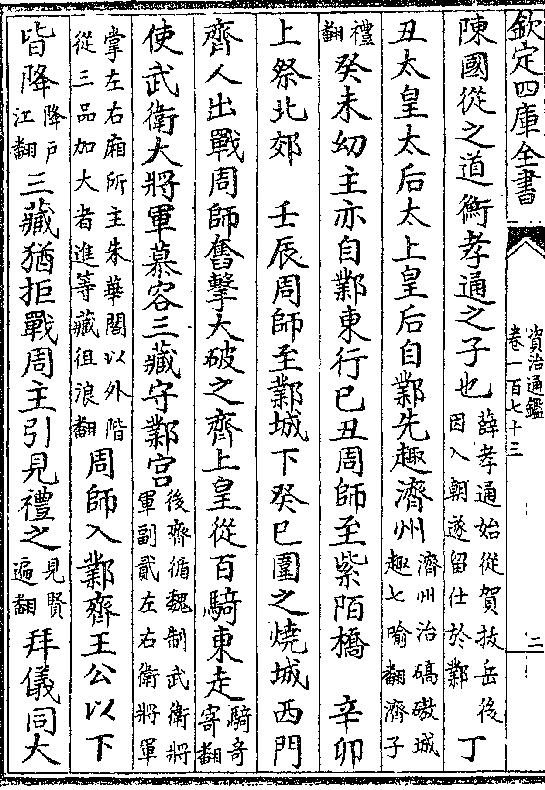 欽定四庫全書
資治通鑑
卷一百七十三
二
陳國從之道衡孝通之子也薛孝通始從賀拔岳後因入朝遂留仕於鄴丁
丑太皇太后太上皇后自鄴先趣濟州濟州治碻磝城趣七喻翻濟子
禮翻癸未幼主亦自鄴東行己丑周師至紫陌橋 辛卯
上祭北郊 壬辰周師至鄴城下癸巳圍之燒城西門
齊人出戰周師奮擊大破之齊上皇從百騎東走騎奇寄翻
使武衛大將軍慕容三藏守鄴宫後齊循魏制武衛將軍副貳左右衛將軍
掌左右廂所主朱華閣以外階從三品加大者進等藏徂浪翻周師入鄴齊王公以下
皆降降戶江翻三藏猶拒戰周主引見禮之見賢遍翻拜儀同大